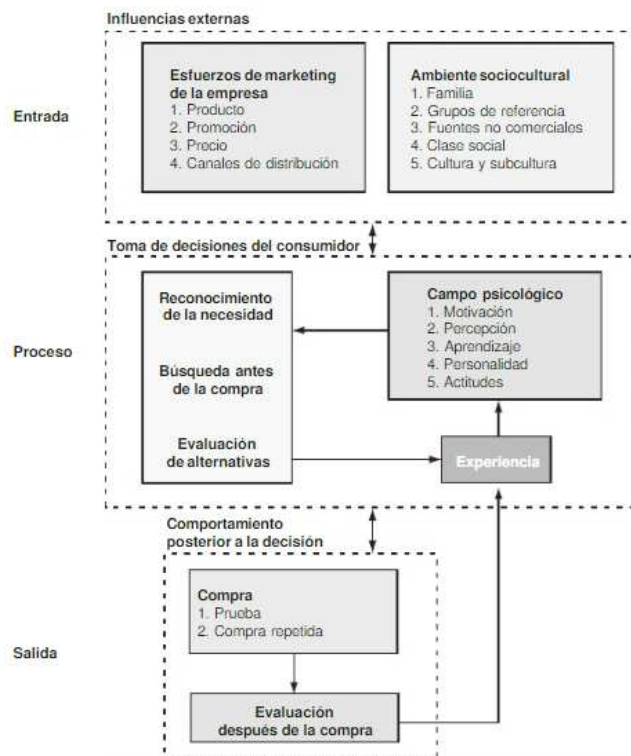 Influencias externas
Entrada
Esfuerzos de marketing
de la empresa
1. Producto
2. Promoción
3. Precio
4. Canales de distribución
Ambiente sociocultural
1. Familia
2. Grupos de referencia
3. Fuentes no comerciales
4. Clase social
5. Cultura y subcultura
Toma de decisiones del consumidor
Proceso
Reconocimiento
de la necesidad
Búsqueda antes
de la compra
Evaluación
de alternativas
Campo psicológico
1. Motivación
2. Percepción
3. Aprendizaje
4. Personalidad
5. Actitudes
Experiencia
Comportamiento
posterior a la decisión
Salida
Compra
1. Prueba
2. Compra repetida
Evaluación
después de la compra